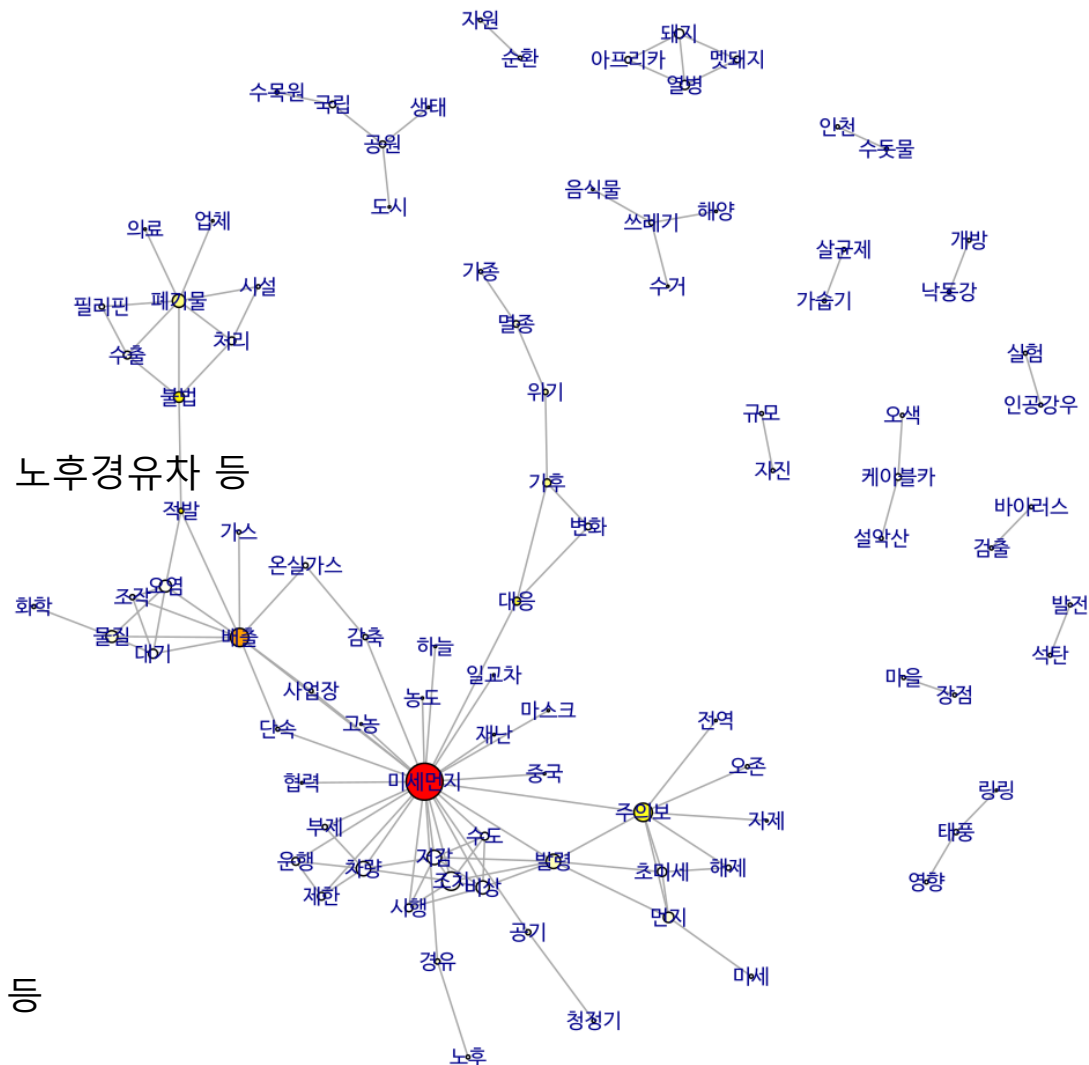 자원
돼지
순환
아프리카
멧돼지
열병
수목원
국립
생태
공원
인천
수돗물
도시
음식물
해양
쓰레기
의료
업체
살균제
개방
가종
수거
사설
필리핀
폐기물
가습기
낙동강
멸종
처리
수출
실험
위기
불법
인공강우
규모
오색
노후경유차 등
지진
케이블카
기후
바이러스
적발
가스
변화
설악산
검출
온실가스
오염
조작
대응
화학
발전
물질
배출
감축
대기
하늘
석탄
일교차
마을
장점
사업장
농도
마스크
고농
단속
재난
전역
협력
미세먼지
중국
오존
링링
주의보
자제
부제
수도
태풍
운행
차량
저감
발령
초미세
해제
제한
조치
비상
영향
시행
먼지
공기
경유
미세
등
청정기
노후